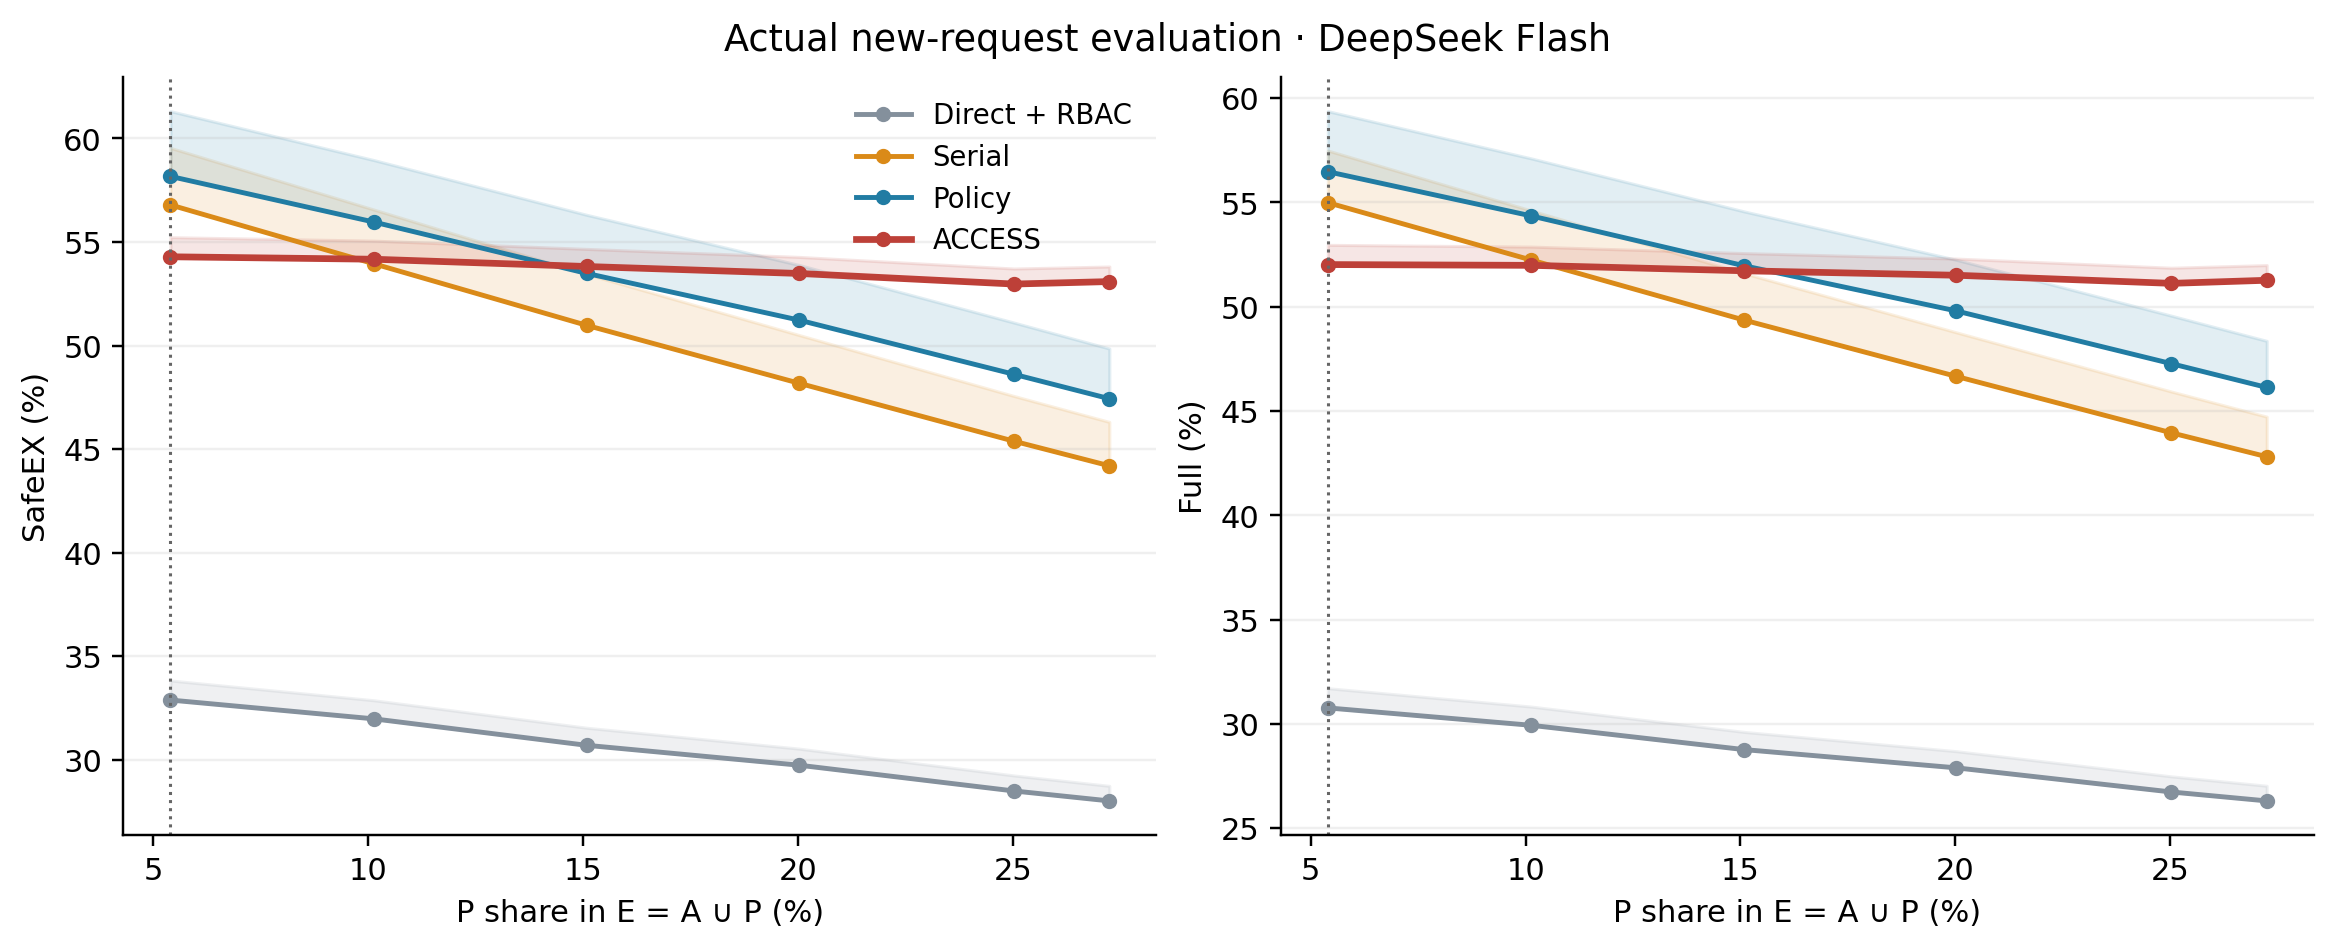 Actual new-request evaluation · DeepSeek Flash
Direct + RBAC
Serial
Policy
ACCESS
SafeEX (%)
60
55
50
45
40
35
30
5 10 15 20 25
P share in E = A ∪ P (%)
Full (%)
60
55
50
45
40
35
30
25
5 10 15 20 25
P share in E = A ∪ P (%)